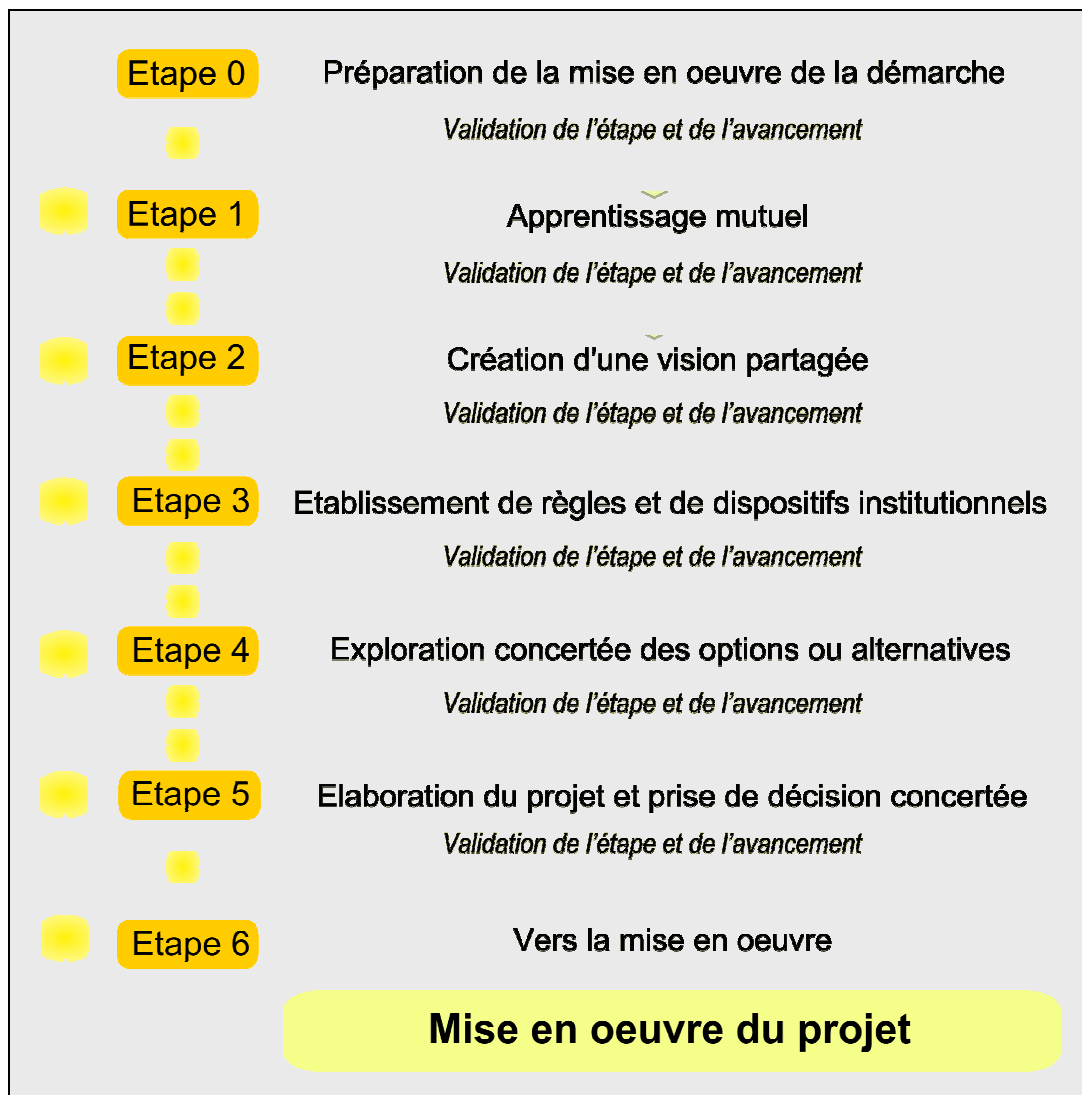 Etape 0 Préparation de la mise en oeuvre de la démarche
Validation de l'étape et de l'avancement
Etape 1 Apprentissage mutuel
Validation de l'étape et de l'avancement
Etape 2 Création d'une vision partagée
Validation de l'étape et de l'avancement
Etape 3 Etablissement de règles et de dispositifs institutionnels
Validation de l'étape et de l'avancement
Etape 4 Exploration concertée des options ou alternatives
Validation de l'étape et de l'avancement
Etape 5 Elaboration du projet et prise de décision concertée
Validation de l'étape et de l'avancement
Etape 6 Vers la mise en oeuvre
Mise en oeuvre du projet